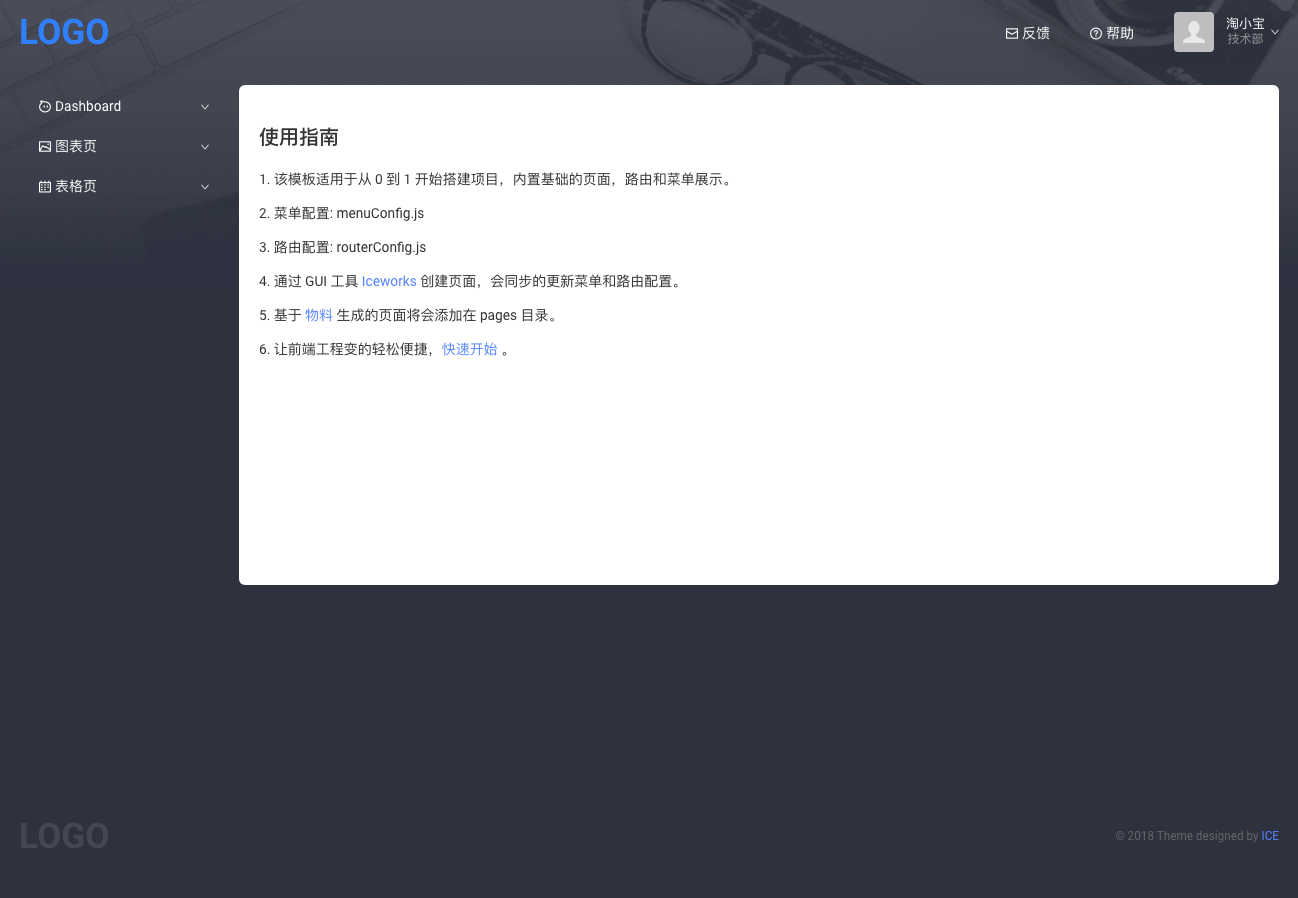 LOGO
反馈
帮助
淘小宝
技术部
Dashboard
图表页
表格页
使用指南
1. 该模板适用于从 0 到 1 开始搭建项目，内置基础的页面，路由和菜单展示。
2. 菜单配置: menuConfig.js
3. 路由配置: routerConfig.js
4. 通过 GUI 工具 Iceworks 创建页面，会同步的更新菜单和路由配置。
5. 基于 物料 生成的页面将会添加在 pages 目录。
6. 让前端工程变的轻松便捷，快速开始 。
LOGO
© 2018 Theme designed by ICE